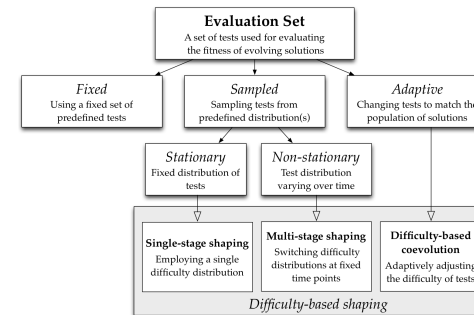 Evaluation Set
A set of tests used for evaluating
the fitness of evolving solutions
Fixed
Using a fixed set of
predefined tests
Sampled
Sampling tests from
predefined distribution(s)
Adaptive
Changing tests to match the
population of solutions
Stationary
Fixed distribution of
tests
Non-stationary
Test distribution
varying over time
Single-stage shaping
Employing a single
difficulty distribution
Multi-stage shaping
Switching difficulty
distributions at fixed
time points
Difficulty-based
coevolution
Adaptively adjusting
the difficulty of tests
Difficulty-based shaping